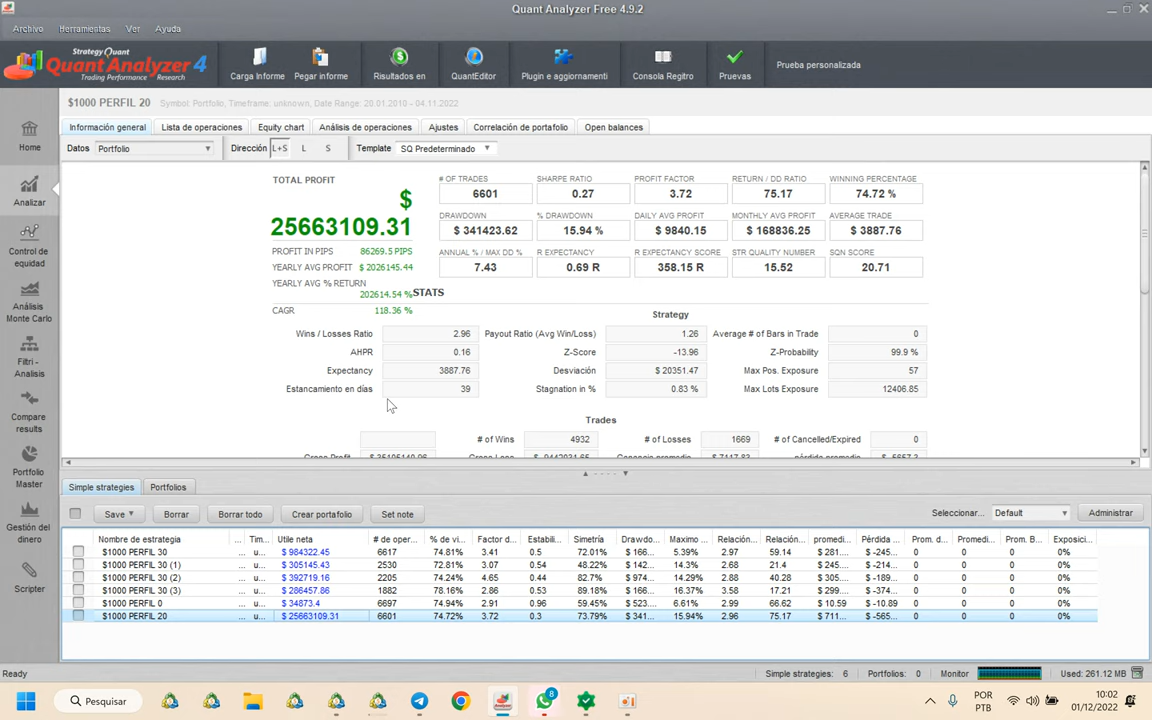 Quant Analyzer Free 4.9.2
Archivo Herramientas Ver Ayuda
Strategy Quant
QuantAnalyzer 4
Trading Performance Research
Carga Informe
Pegar informe
Risultados en
QuantEditor
Plugin e aggiornamenti
Consola Regitro
Pruevas
Prueba personalizada
$1000 PERFIL 20 Symbol: Portfolio, Timeframe: unknown, Date Range: 20.01.2010 - 04.11.2022
Información general Lista de operaciones Equity chart Análisis de operaciones Ajustes Correlación de portafolio Open balances
Datos Portfolio Dirección L+S L S Template SQ Predeterminado
Home
Analizar
Control de equidad
Análisis Monte Carlo
Filtri - Analisis
Compare results
Portfolio Master
Gestión del dinero
Scripter
TOTAL PROFIT
$
25663109.31
PROFIT IN PIPS 86269.5 PIPS
YEARLY AVG PROFIT $ 2026145.44
YEARLY AVG % RETURN
202614.54 %
CAGR 118.36 %
# OF TRADES SHARPE RATIO PROFIT FACTOR RETURN / DD RATIO WINNING PERCENTAGE
6601 0.27 3.72 75.17 74.72 %
DRAWDOWN % DRAWDOWN DAILY AVG PROFIT MONTHLY AVG PROFIT AVERAGE TRADE
$ 341423.62 15.94 % $ 9840.15 $ 168836.25 $ 3887.76
ANNUAL % / MAX DD % R EXPECTANCY R EXPECTANCY SCORE STR QUALITY NUMBER SQN SCORE
7.43 0.69 R 358.15 R 15.52 20.71
STATS
Strategy
Wins / Losses Ratio 2.96 Payout Ratio (Avg Win/Loss) 1.26 Average # of Bars in Trade 0
AHPR 0.16 Z-Score -13.96 Z-Probability 99.9 %
Expectancy 3887.76 Desviación $ 20351.47 Max Pos. Exposure 57
Estancamiento en días 39 Stagnation in % 0.83 % Max Lots Exposure 12406.85
Trades
# of Wins 4932 # of Losses 1669 # of Cancelled/Expired 0
Simple strategies Portfolios
Save Borrar Borrar todo Crear portafolio Set note Seleccionar... Default Administrar
Nombre de estrategia ... Tim... Utile neta # de oper... % de vi... Factor d... Estabili... Simetría Drawdo... Maximo ... Relación... Relación... promedi... Pérdida ... Prom. d... Promedi... Prom. B... Exposici...
$1000 PERFIL 30 ... u... $ 984322.45 6617 74.81% 3.41 0.5 72.01% $ 166... 5.39% 2.97 59.14 $ 281... $ -245... 0 0 0 0%
$1000 PERFIL 30 (1) ... u... $ 305145.43 2530 72.81% 3.07 0.54 48.22% $ 142... 14.3% 2.68 21.4 $ 245... $ -214... 0 0 0 0%
$1000 PERFIL 30 (2) ... u... $ 392719.16 2205 74.24% 4.65 0.44 82.7% $ 974... 14.29% 2.88 40.28 $ 305... $ -189... 0 0 0 0%
$1000 PERFIL 30 (3) ... u... $ 286457.86 1882 78.16% 2.86 0.53 89.18% $ 166... 16.37% 3.58 17.21 $ 299... $ -374... 0 0 0 0%
$1000 PERFIL 0 ... u... $ 34873.4 6697 74.94% 2.91 0.96 59.45% $ 523... 6.61% 2.99 66.62 $ 10.59 $ -10.89 0 0 0 0%
$1000 PERFIL 20 ... u... $ 25663109.31 6601 74.72% 3.72 0.3 73.79% $ 341... 15.94% 2.96 75.17 $ 711... $ -565... 0 0 0 0%
Ready Simple strategies: 6 Portfolios: 0 Monitor Used: 261.12 MB
Pesquisar
8
POR
PTB
10:02
01/12/2022